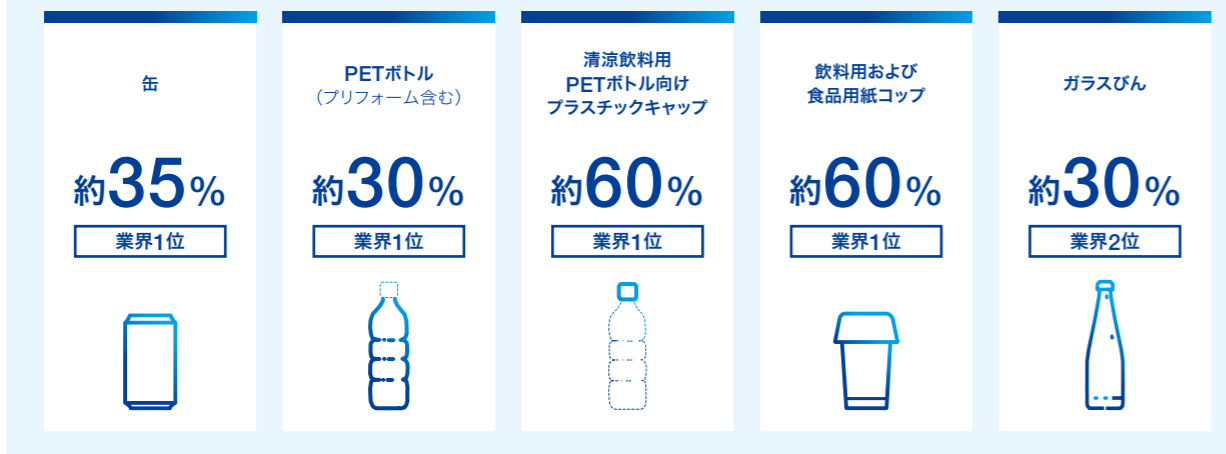 缶
約35%
業界1位
PETボトル
（プリフォーム含む）
約30%
業界1位
清涼飲料用
PETボトル向け
プラスチックキャップ
約60%
業界1位
飲料用および
食品用紙コップ
約60%
業界1位
ガラスびん
約30%
業界2位